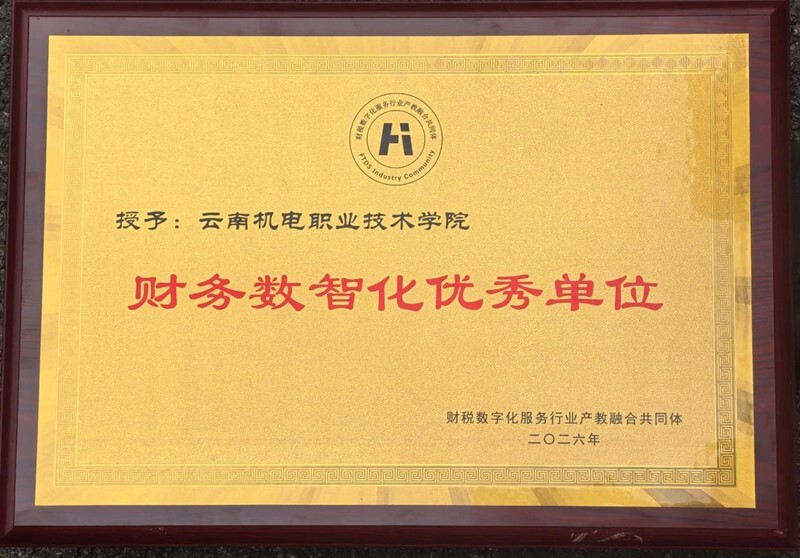 财税数字化服务行业产教融合共同体
FTDS Industry Community
授予：云南机电职业技术学院
财务数智化优秀单位
财税数字化服务行业产教融合共同体
二〇二六年